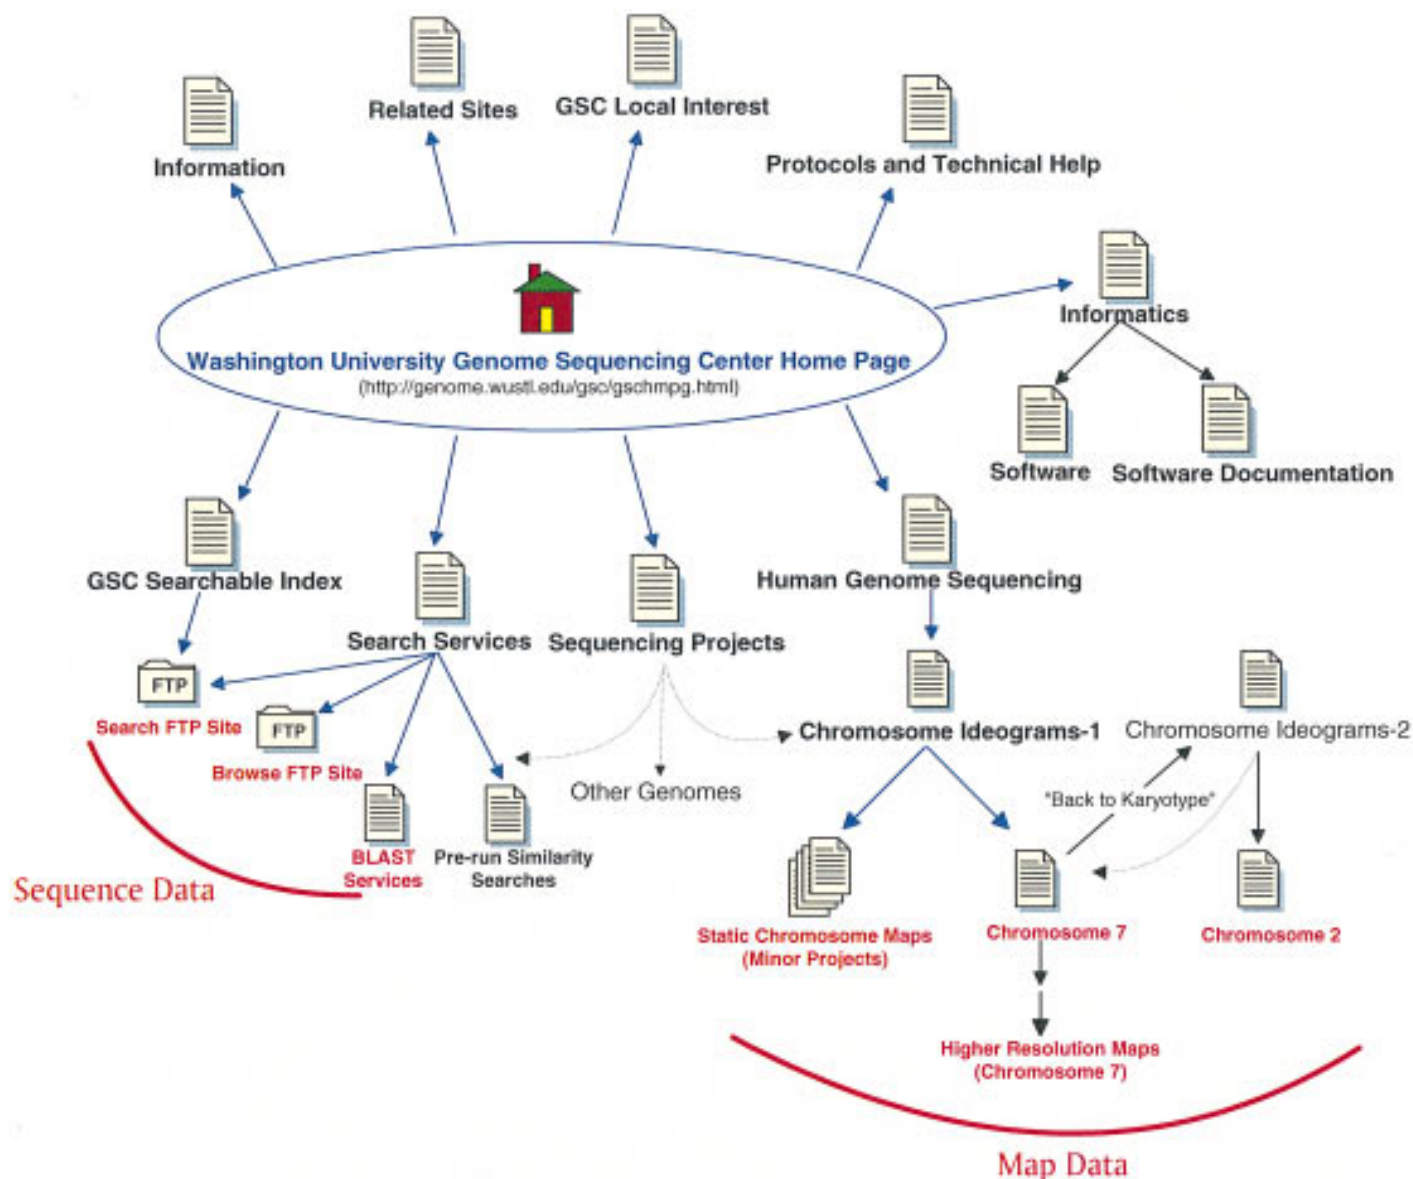 Related Sites
GSC Local Interest
Information
Protocols and Technical Help
Informatics
Washington University Genome Sequencing Center Home Page
(http://genome.wustl.edu/gsc/gschmpg.html)
Software
Software Documentation
GSC Searchable Index
Human Genome Sequencing
Search Services
Sequencing Projects
FTP
Search FTP Site
FTP
Browse FTP Site
Chromosome Ideograms-1
Chromosome Ideograms-2
Other Genomes
"Back to Karyotype"
BLAST
Services
Pre-run Similarity
Searches
Sequence Data
Static Chromosome Maps
(Minor Projects)
Chromosome 7
Chromosome 2
Higher Resolution Maps
(Chromosome 7)
Map Data